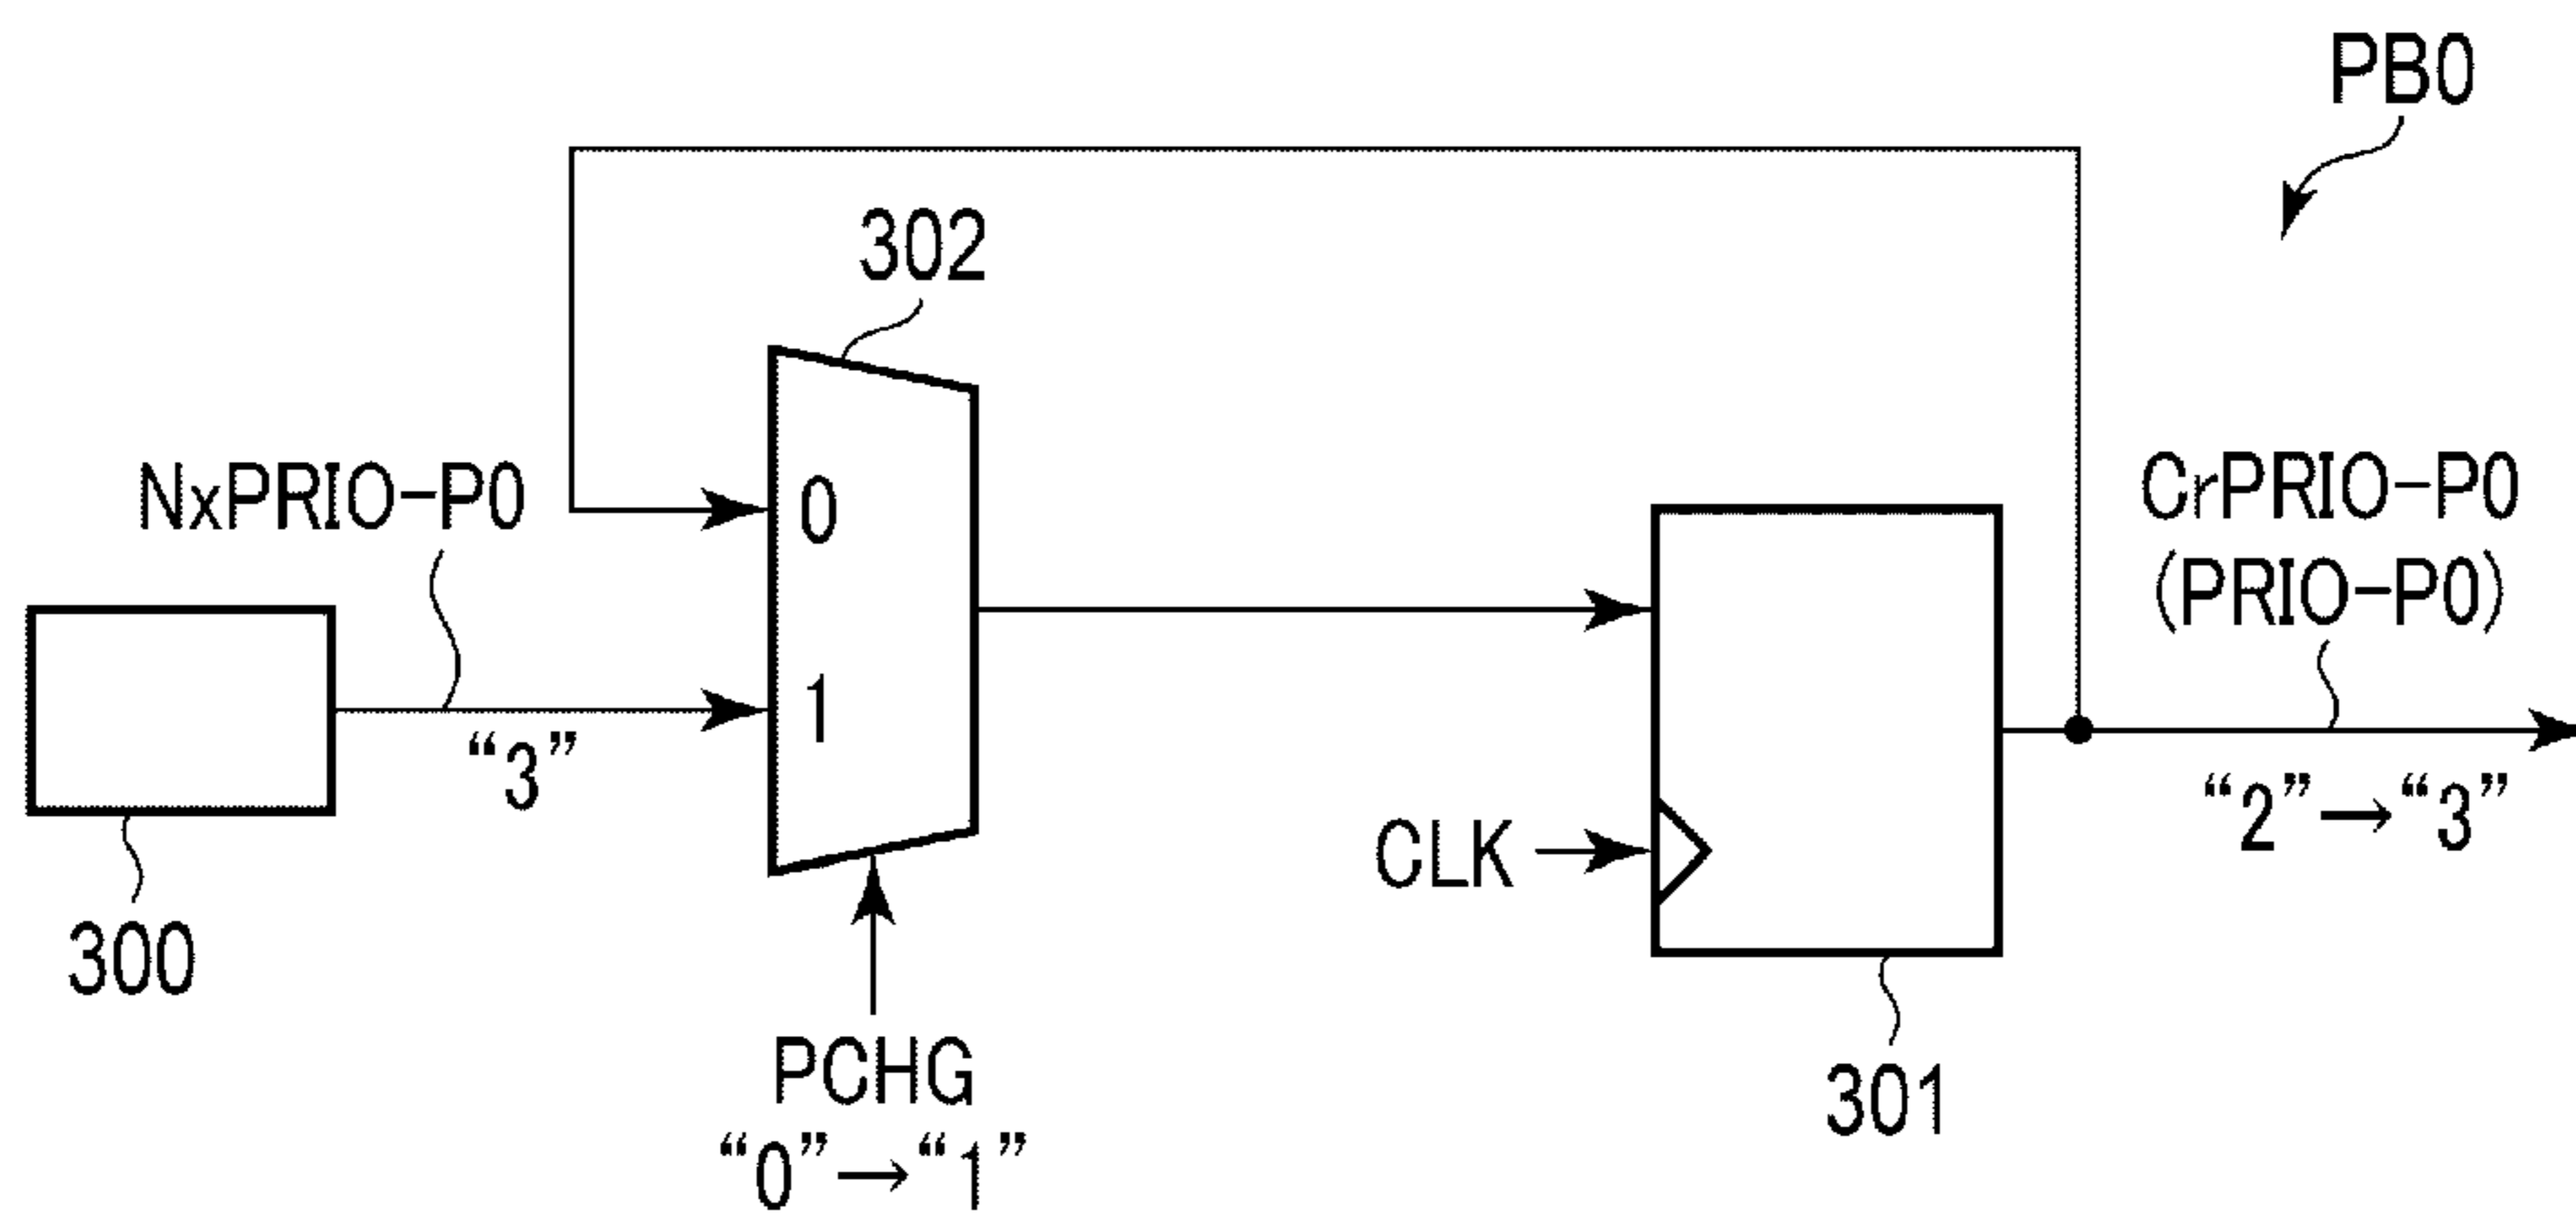 PB0
302
NxPRIO-P0
0
CrPRIO-P0
(PRIO-P0)
1
“3”
“2”→“3”
CLK
300
PCHG
“0”→“1”
301